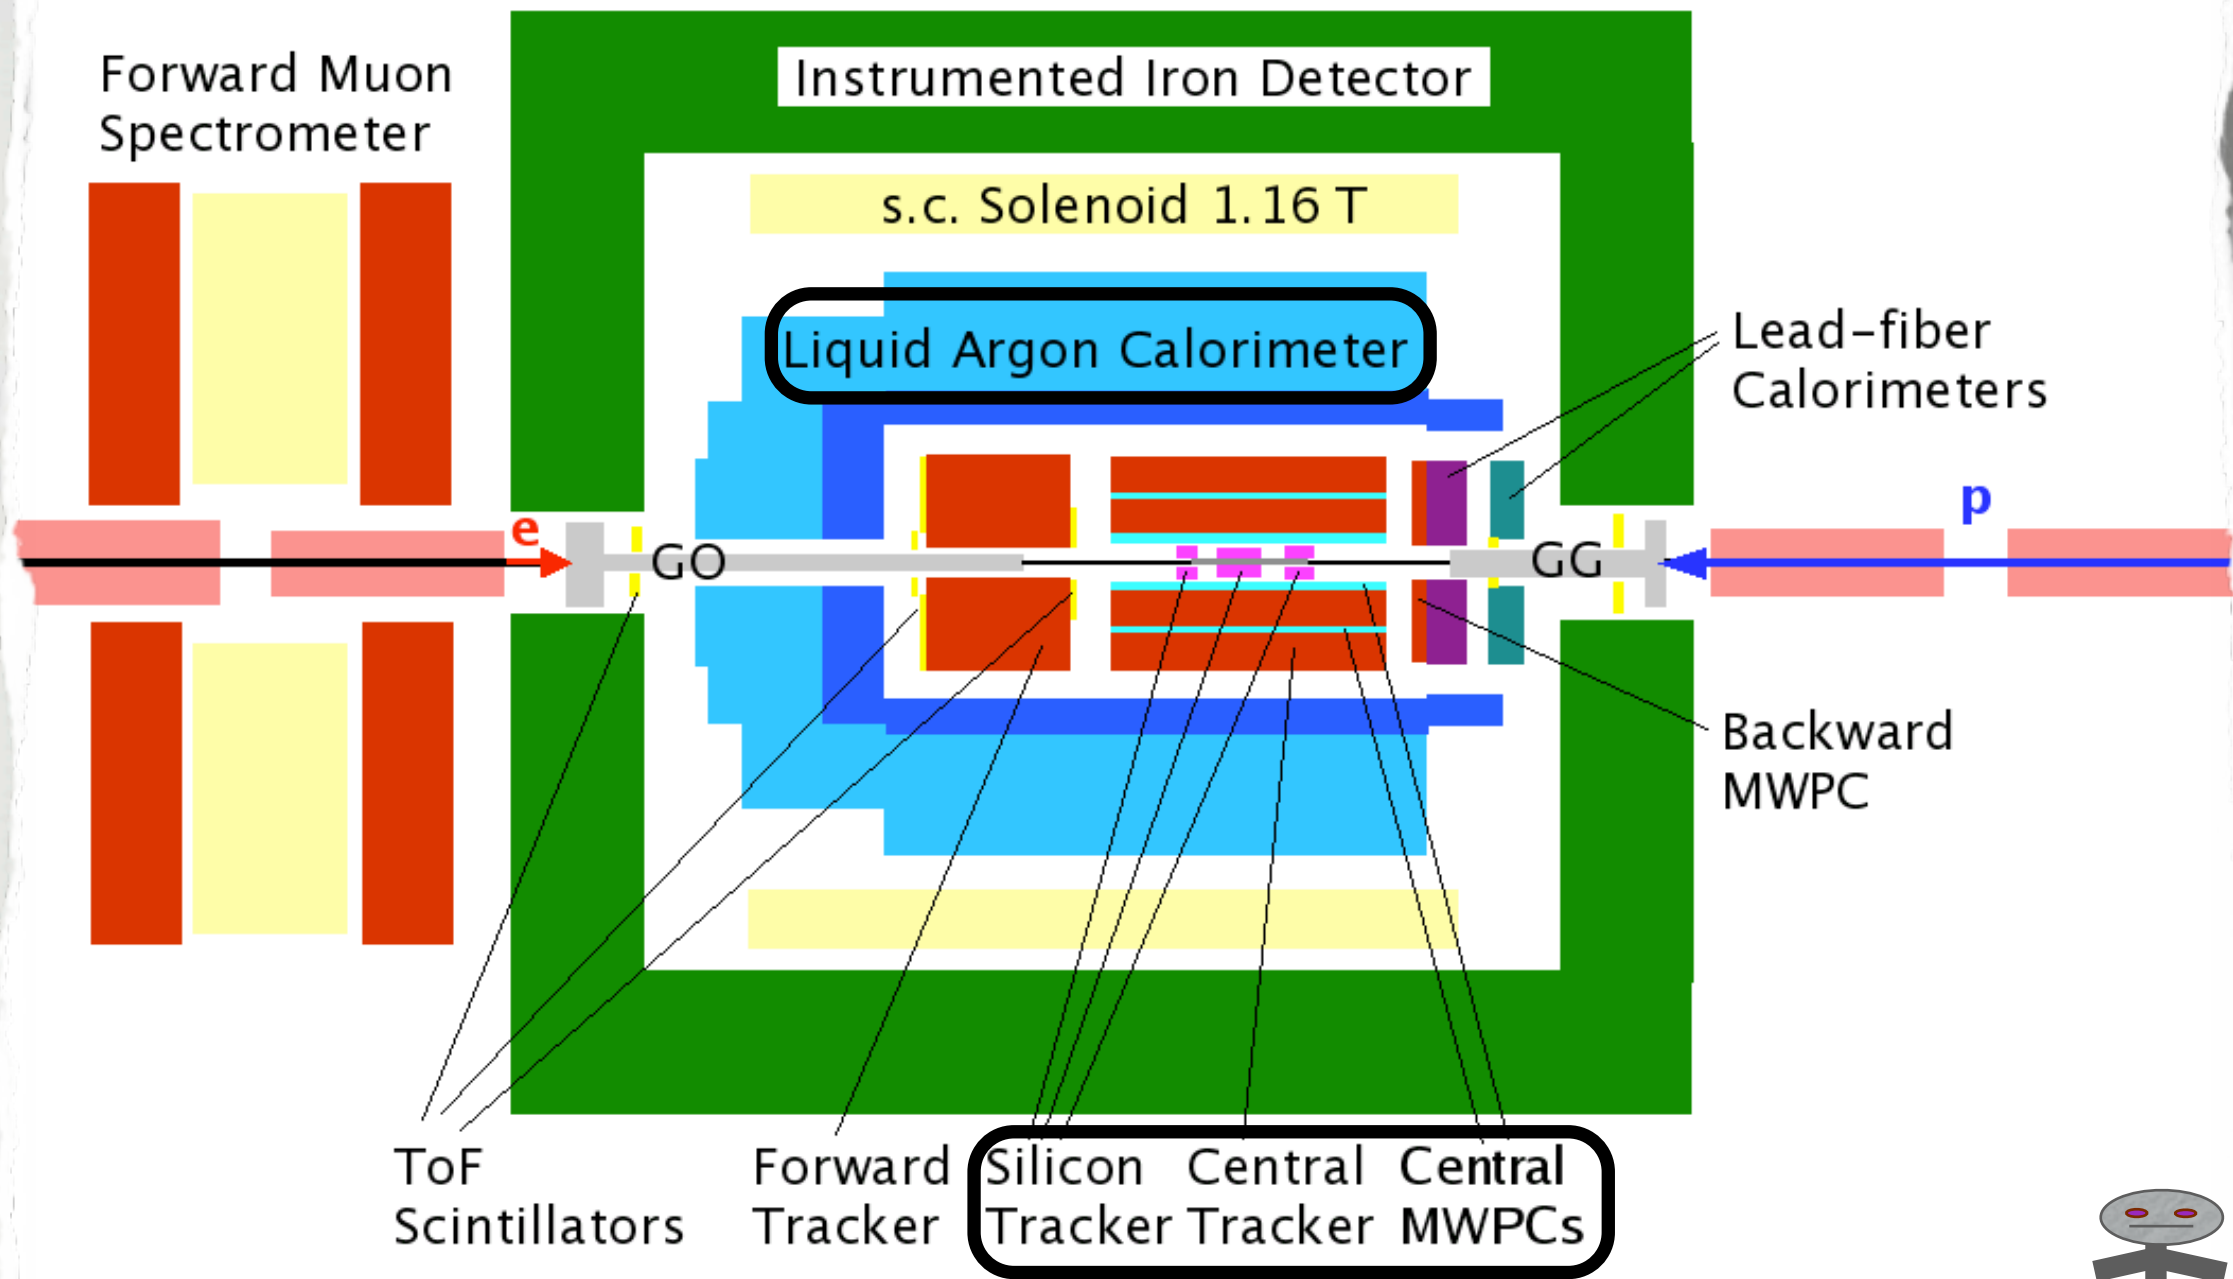 Forward Muon
Spectrometer
Instrumented Iron Detector
s.c. Solenoid 1.16 T
Liquid Argon Calorimeter
Lead-fiber
Calorimeters
e
GO
GG
p
Backward
MWPC
ToF
Scintillators
Forward
Tracker
Silicon
Tracker
Central
Tracker
Central
MWPCs